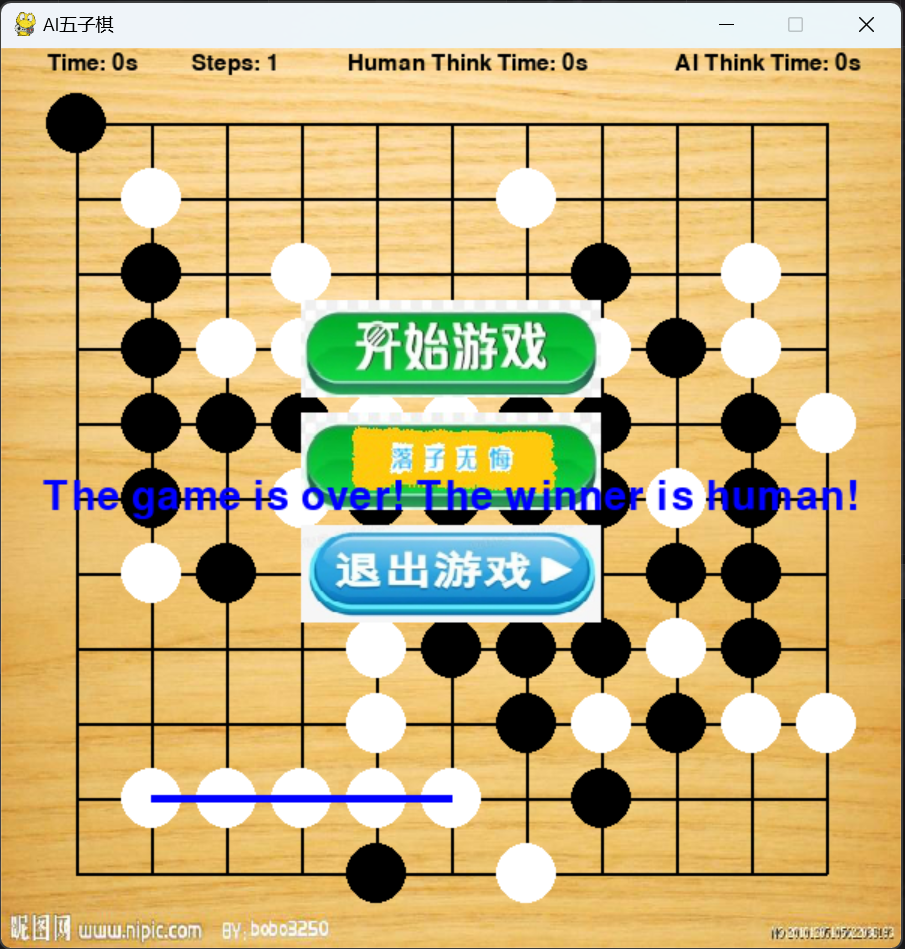 AI五子棋
Time: 0s Steps: 1 Human Think Time: 0s AI Think Time: 0s
开始游戏
落子无悔
The game is over! The winner is human!
退出游戏
昵图网 www.nipic.com BY:bobo3250